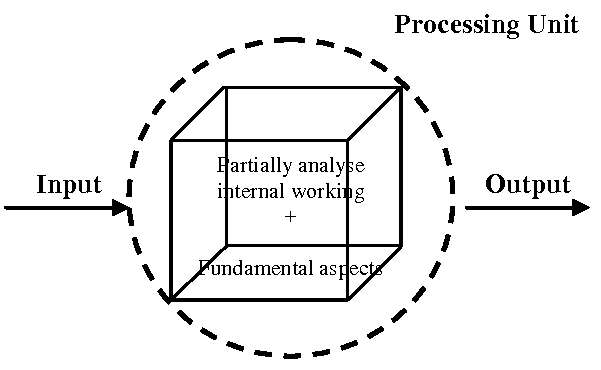 Processing Unit
Partially analyse
internal working
Input
Output
+
Fundamental aspects